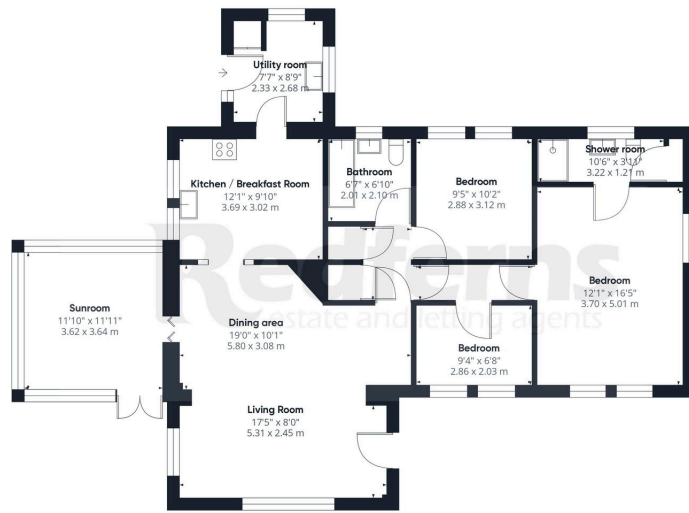 Utility room
7'7" x 8'9"
2.33 x 2.68 m
Kitchen / Breakfast Room
12'1" x 9'10"
3.69 x 3.02 m
Bathroom
6'7" x 6'10"
2.01 x 2.10 m
Bedroom
9'5" x 10'2"
2.88 x 3.12 m
Shower room
10'6" x 3'11"
3.22 x 1.21 m
Redferns
estate and letting agents
Bedroom
12'1" x 16'5"
3.70 x 5.01 m
Sunroom
11'10" x 11'11"
3.62 x 3.64 m
Dining area
19'0" x 10'1"
5.80 x 3.08 m
Bedroom
9'4" x 6'8"
2.86 x 2.03 m
Living Room
17'5" x 8'0"
5.31 x 2.45 m